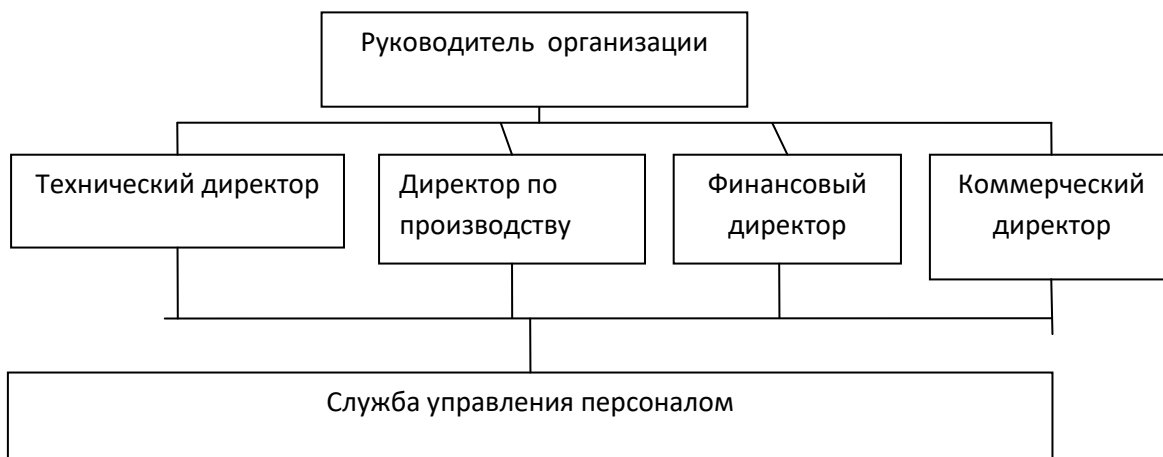 Руководитель организации
Технический директор
Директор по
производству
Финансовый
директор
Коммерческий
директор
Служба управления персоналом